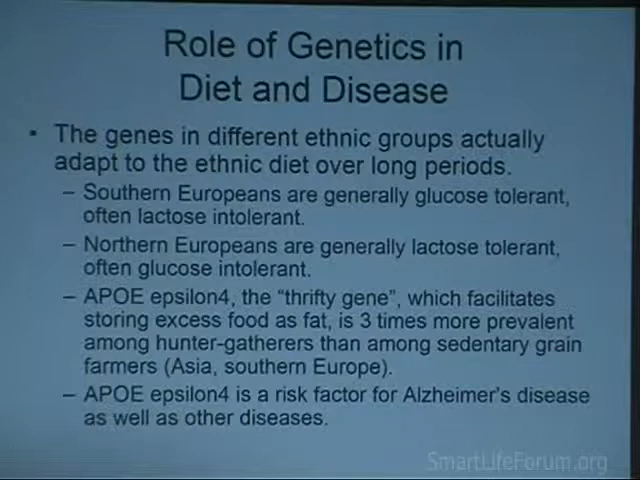 Role of Genetics in
Diet and Disease
• The genes in different ethnic groups actually
adapt to the ethnic diet over long periods.
– Southern Europeans are generally glucose tolerant,
often lactose intolerant.
– Northern Europeans are generally lactose tolerant,
often glucose intolerant.
– APOE epsilon4, the “thrifty gene”, which facilitates
storing excess food as fat, is 3 times more prevalent
among hunter-gatherers than among sedentary grain
farmers (Asia, southern Europe).
– APOE epsilon4 is a risk factor for Alzheimer's disease
as well as other diseases.
SmartLifeForum.org